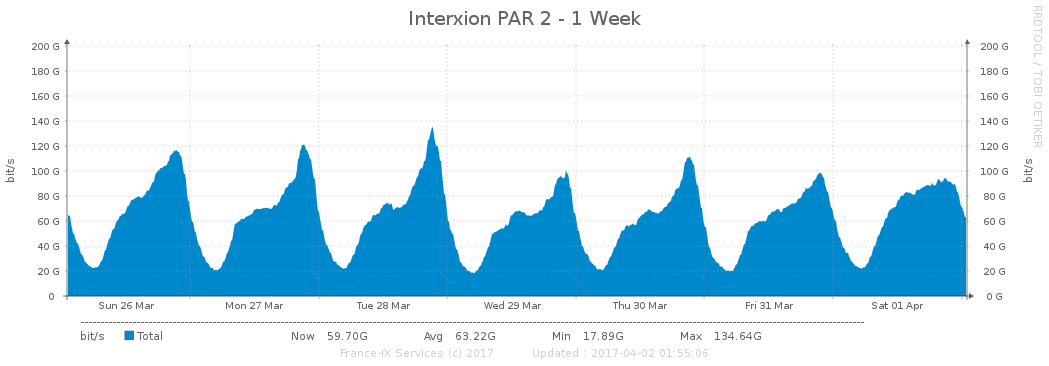 Interxion PAR 2 - 1 Week
RRDTOOL / TOBI OETIKER
200 G 200 G
180 G 180 G
160 G 160 G
140 G 140 G
120 G 120 G
100 G 100 G
80 G 80 G
60 G 60 G
40 G 40 G
20 G 20 G
0 0 G
bit/s bit/s
Sun 26 Mar Mon 27 Mar Tue 28 Mar Wed 29 Mar Thu 30 Mar Fri 31 Mar Sat 01 Apr
bit/s Total Now 59.70G Avg 63.22G Min 17.89G Max 134.64G
France-IX Services (c) 2017 Updated : 2017-04-02 01:55:06